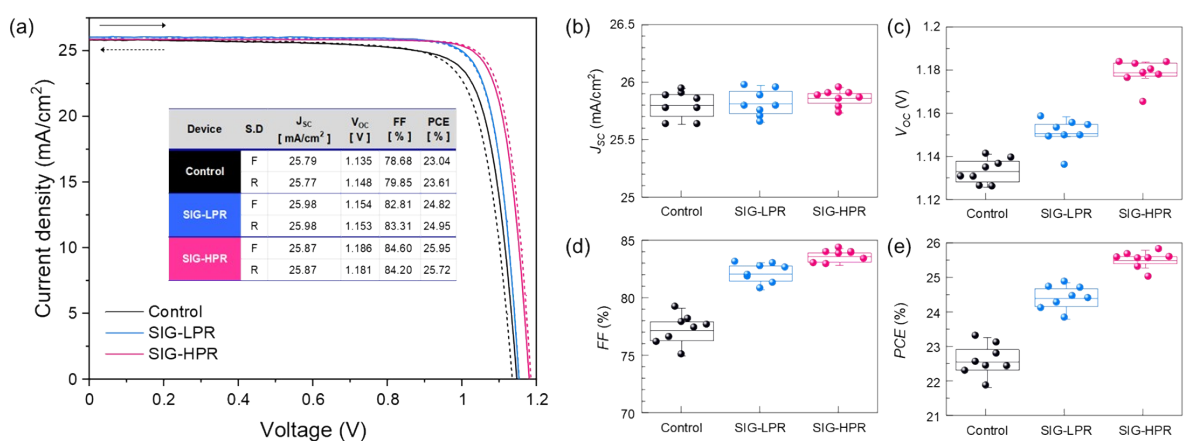 (a)
Current density (mA/cm²)
25
20
15
10
5
0
0
0.2
0.4
0.6
0.8
1
1.2
Voltage (V)
Device S.D J_SC [ mA/cm² ] V_OC [ V ] FF [ % ] PCE [ % ]
Control F 25.79 1.135 78.68 23.04
R 25.77 1.148 79.85 23.61
SIG-LPR F 25.98 1.154 82.81 24.82
R 25.98 1.153 83.31 24.95
SIG-HPR F 25.87 1.186 84.60 25.95
R 25.87 1.181 84.20 25.72
Control
SIG-LPR
SIG-HPR
(b)
J_SC (mA/cm²)
26.5
26
25.5
25
Control SIG-LPR SIG-HPR
(c)
V_OC (V)
1.2
1.18
1.16
1.14
1.12
Control SIG-LPR SIG-HPR
(d)
FF (%)
85
80
75
70
Control SIG-LPR SIG-HPR
(e)
PCE (%)
26
25
24
23
22
21
Control SIG-LPR SIG-HPR